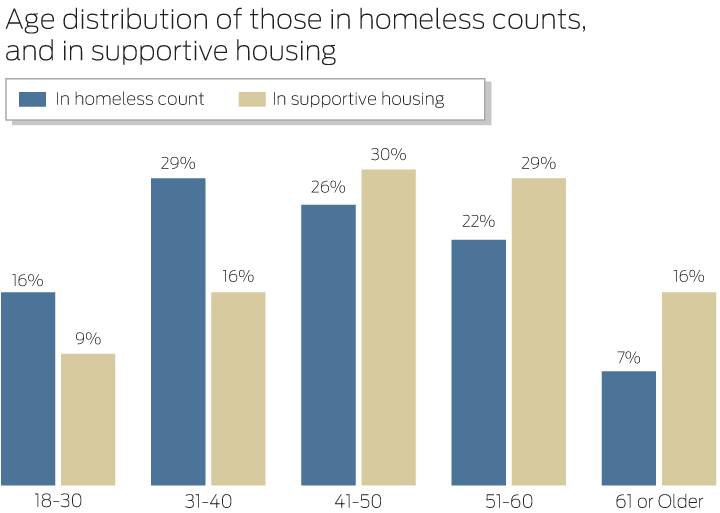 Age distribution of those in homeless counts,
and in supportive housing
In homeless count
In supportive housing
16%
9%
29%
16%
26%
30%
22%
29%
7%
16%
18-30
31-40
41-50
51-60
61 or Older